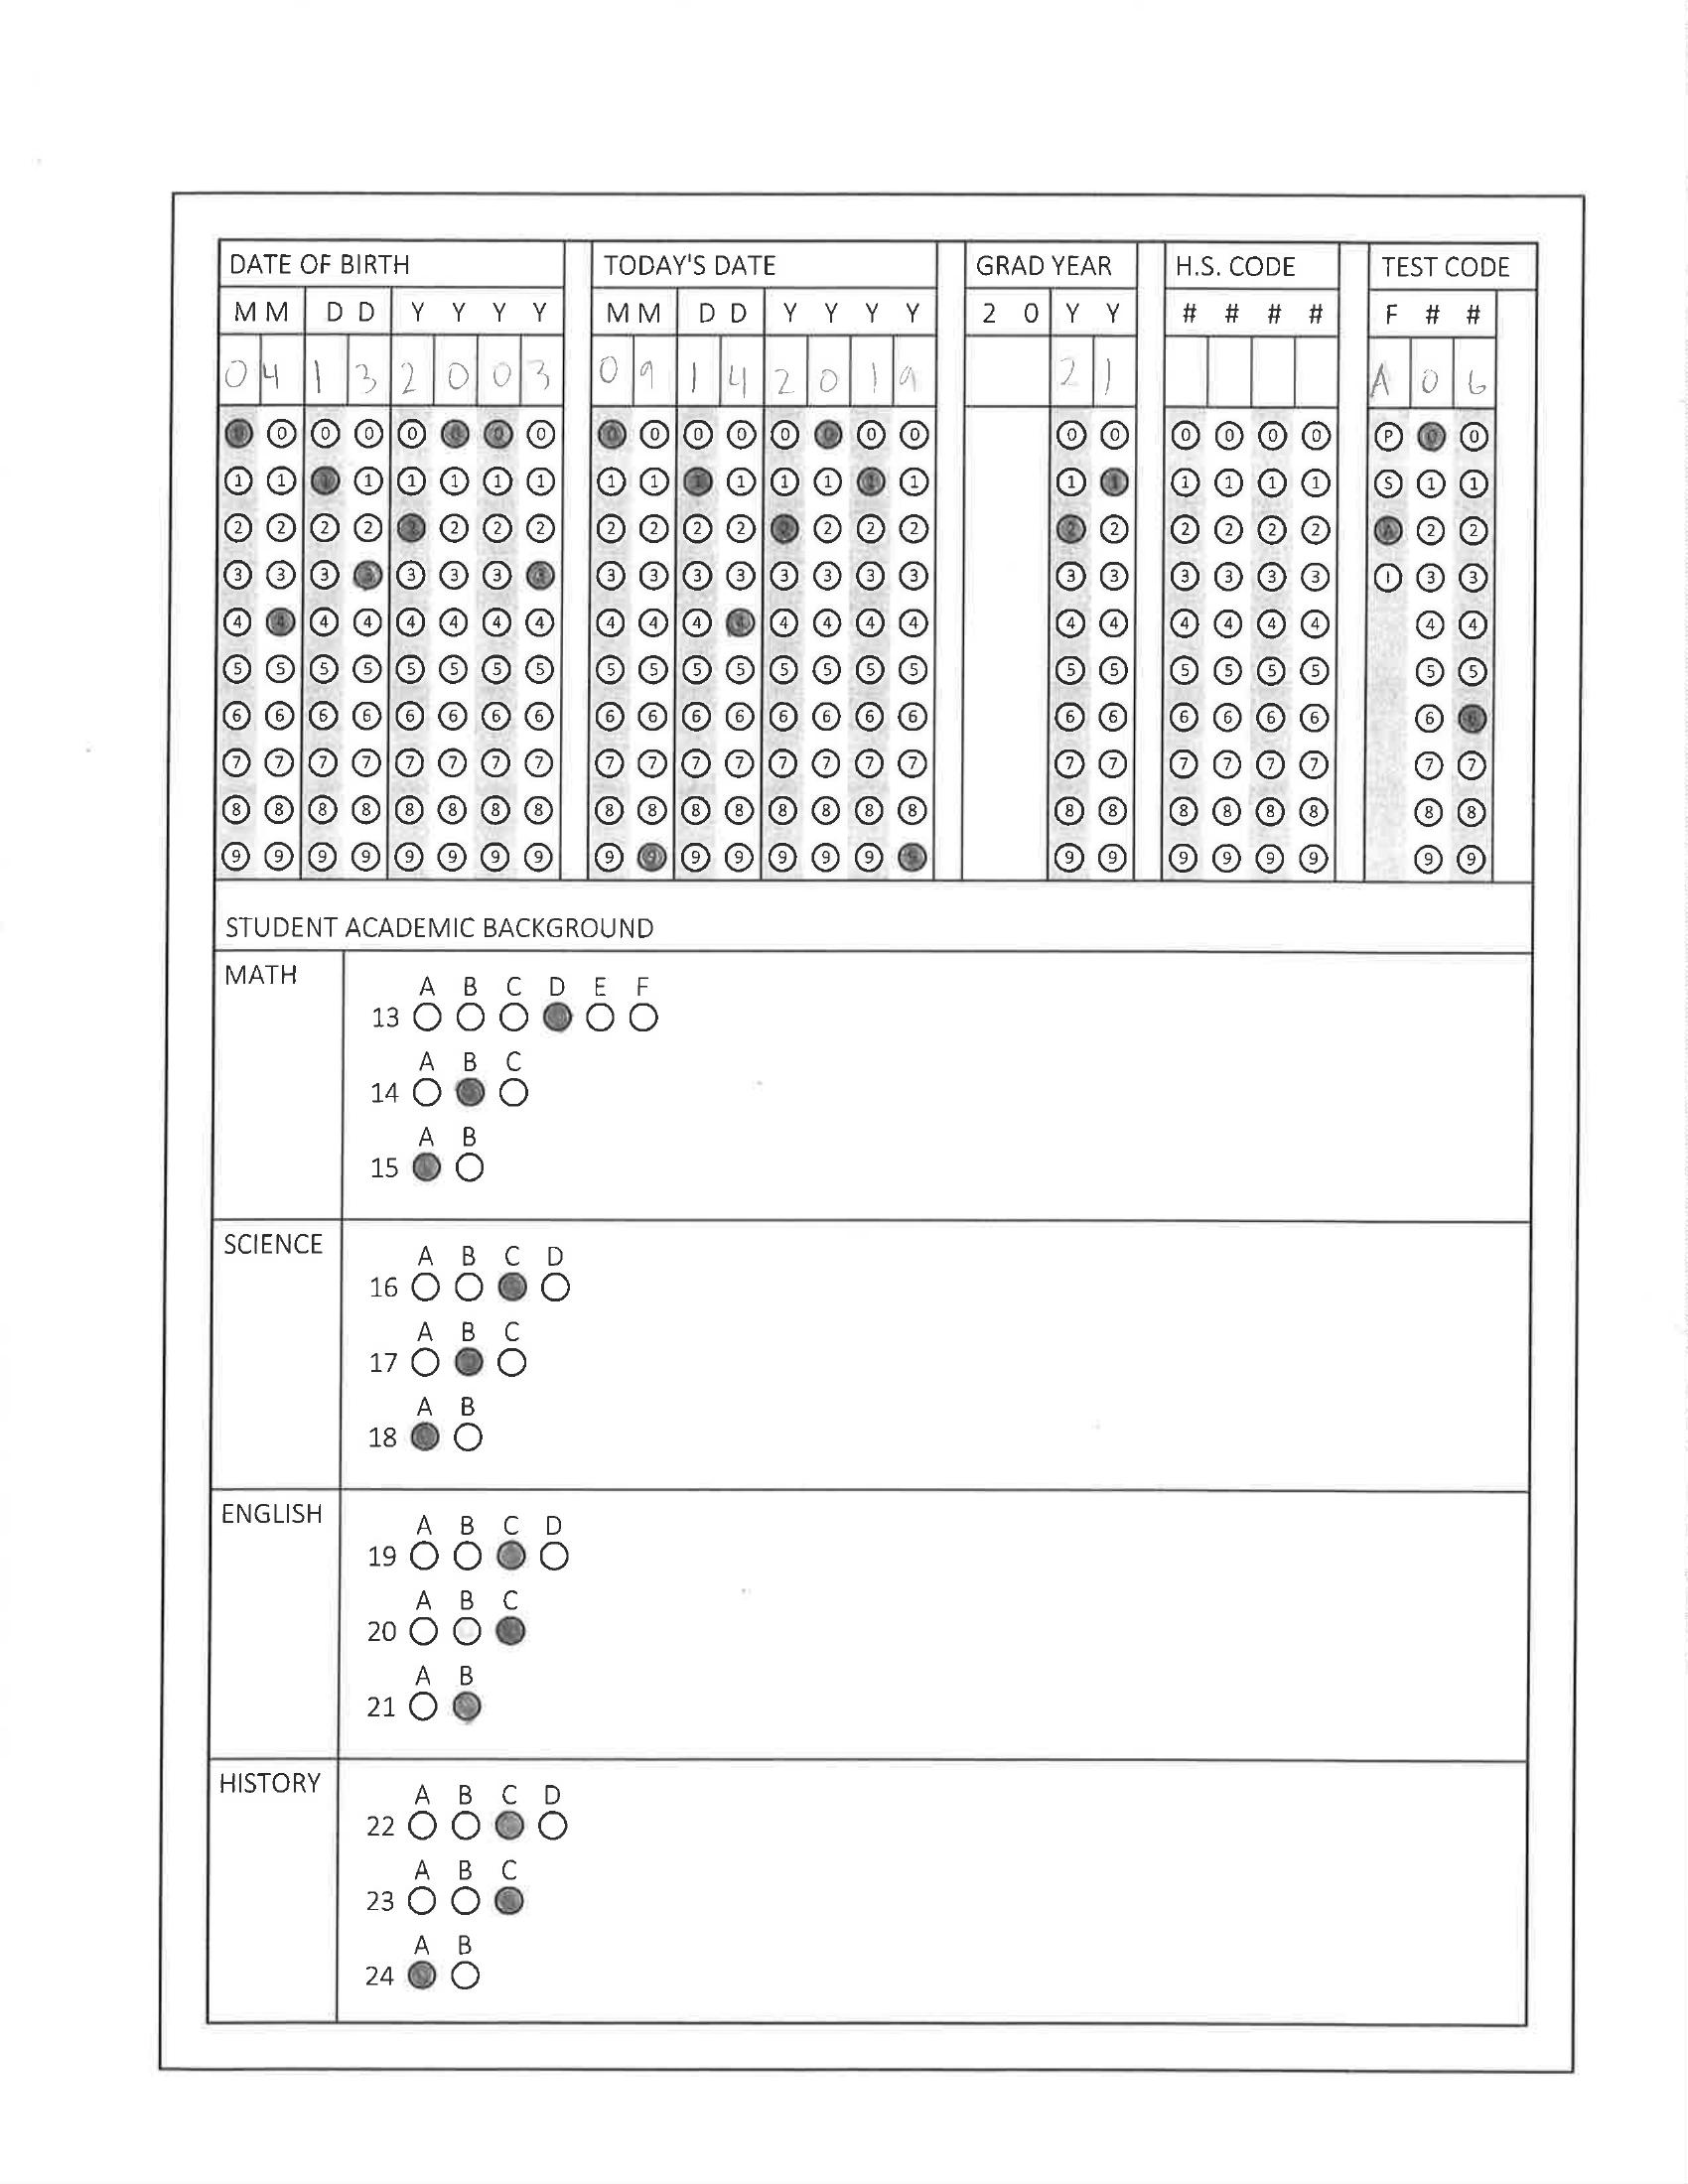 DATE OF BIRTH TODAY'S DATE GRAD YEAR H.S. CODE TEST CODE
M M D D Y Y Y Y M M D D Y Y Y Y 2 0 Y Y # # # # F # #
0 4 1 3 2 0 0 3 0 9 1 4 2 0 1 9 2 1 A 0 6
0 0 0 0 0 0 0 0 0 0 0 0 0 0 0 0 0 0 0 0 0 0 P 0 0
1 1 1 1 1 1 1 1 1 1 1 1 1 1 1 1 1 1 1 1 1 1 S 1 1
2 2 2 2 2 2 2 2 2 2 2 2 2 2 2 2 2 2 2 2 2 2 A 2 2
3 3 3 3 3 3 3 3 3 3 3 3 3 3 3 3 3 3 3 3 3 3 I 3 3
4 4 4 4 4 4 4 4 4 4 4 4 4 4 4 4 4 4 4 4 4 4 4 4
5 5 5 5 5 5 5 5 5 5 5 5 5 5 5 5 5 5 5 5 5 5 5 5
6 6 6 6 6 6 6 6 6 6 6 6 6 6 6 6 6 6 6 6 6 6 6 6
7 7 7 7 7 7 7 7 7 7 7 7 7 7 7 7 7 7 7 7 7 7 7 7
8 8 8 8 8 8 8 8 8 8 8 8 8 8 8 8 8 8 8 8 8 8 8 8
9 9 9 9 9 9 9 9 9 9 9 9 9 9 9 9 9 9 9 9 9 9 9 9
STUDENT ACADEMIC BACKGROUND
MATH
A B C D E F
13
A B C
14
A B
15
SCIENCE
A B C D
16
A B C
17
A B
18
ENGLISH
A B C D
19
A B C
20
A B
21
HISTORY
A B C D
22
A B C
23
A B
24